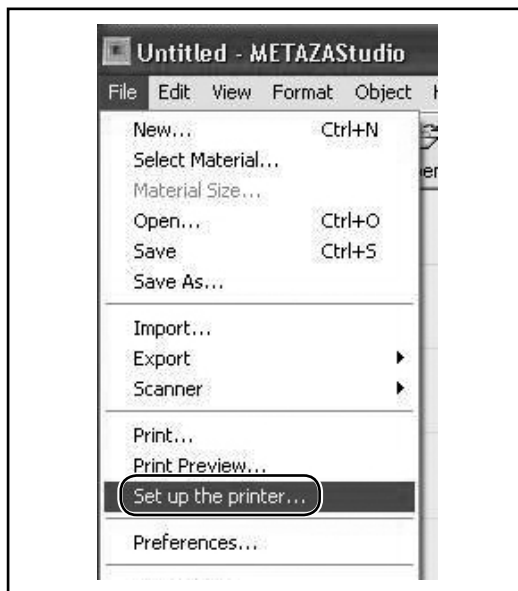 Untitled - METAZAStudio
File Edit View Format Object
New... Ctrl+N
Select Material...
Material Size...
Open... Ctrl+O
Save Ctrl+S
Save As...
Import...
Export
Scanner
Print...
Print Preview...
Set up the printer...
Preferences...